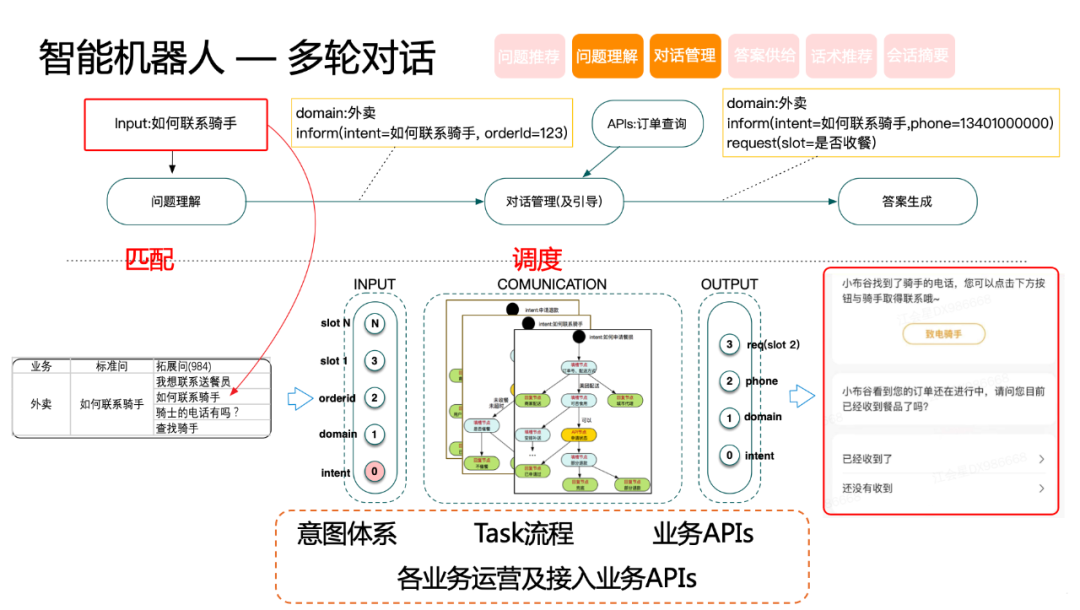 智能机器人 — 多轮对话
问题推荐
问题理解
对话管理
答案供给
话术推荐
会话摘要
Input:如何联系骑手
domain:外卖
inform(intent=如何联系骑手, orderId=123)
APIs:订单查询
domain:外卖
inform(intent=如何联系骑手,phone=13401000000)
request(slot=是否收餐)
问题理解
对话管理(及引导)
答案生成
匹配
调度
INPUT
COMUNICATION
OUTPUT
slot N
N
slot 1
3
orderid
2
domain
1
intent
0
业务
标准问
拓展问(984)
外卖
如何联系骑手
我想联系送餐员
如何联系骑手
骑士的电话有吗？
查找骑手
intent:申请退款
intent:如何联系骑手
intent:如何申请餐损
可以
3
req(slot 2)
2
phone
1
domain
0
intent
小布谷找到了骑手的电话，您可以点击下方按
钮与骑手取得联系哦~
致电骑手
小布谷看到您的订单还在进行中，请问您目前
已经收到餐品了吗?
已经收到了
还没有收到
意图体系
Task流程
业务APIs
各业务运营及接入业务APIs